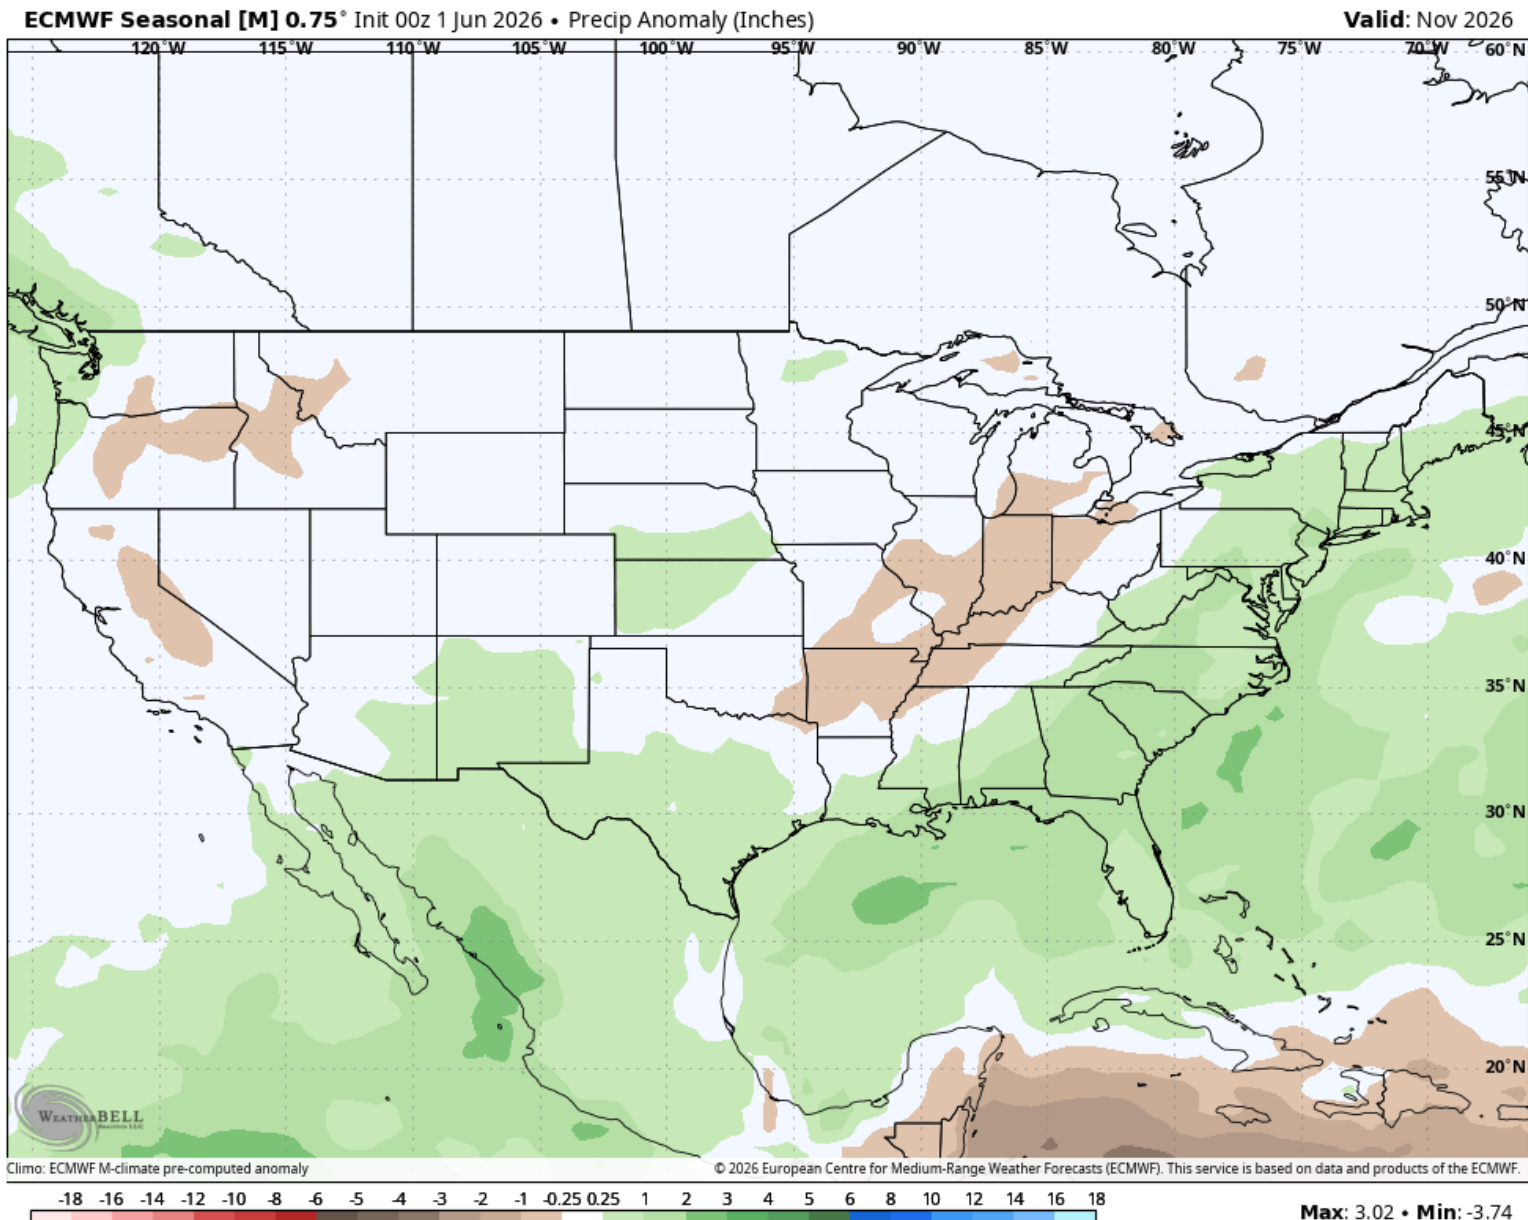 ECMWF Seasonal [M] 0.75° Init 00z 1 Jun 2026 • Precip Anomaly (Inches) Valid: Nov 2026
120°W 115°W 110°W 105°W 100°W 95°W 90°W 85°W 80°W 75°W 70°W 60°N
55°N
50°N
45°N
40°N
35°N
30°N
25°N
20°N
WEATHERBELL
Analytics LLC
Climo: ECMWF M-climate pre-computed anomaly © 2026 European Centre for Medium-Range Weather Forecasts (ECMWF). This service is based on data and products of the ECMWF.
-18 -16 -14 -12 -10 -8 -6 -5 -4 -3 -2 -1 -0.25 0.25 1 2 3 4 5 6 8 10 12 14 16 18
Max: 3.02 • Min: -3.74